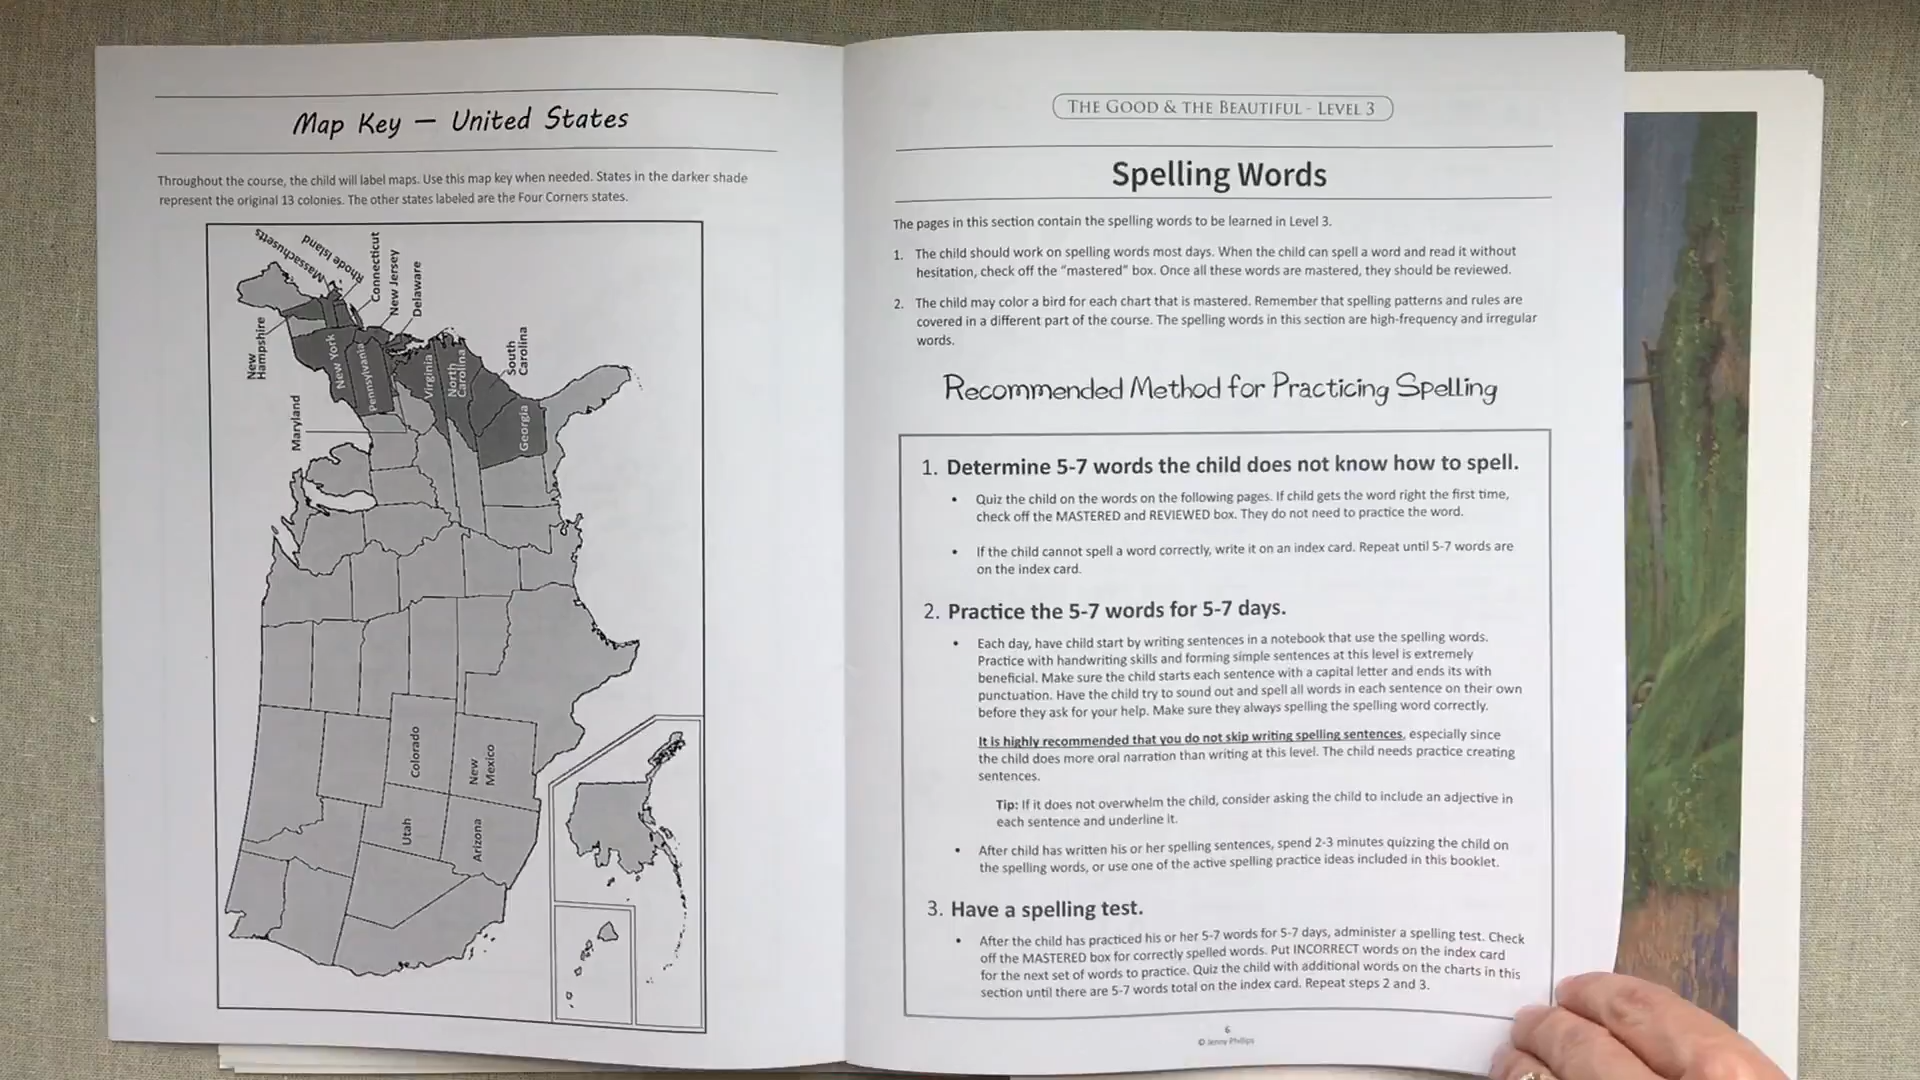 Map Key — United States
Throughout the course, the child will label maps. Use this map key when needed. States in the darker shade
represent the original 13 colonies. The other states labeled are the Four Corners states.
Massachusetts
Rhode Island
Connecticut
New Jersey
Delaware
New
Hampshire
New York
Pennsylvania
Maryland
Virginia
North
Carolina
South
Carolina
Georgia
Colorado
New
Mexico
Utah
Arizona
THE GOOD & THE BEAUTIFUL - LEVEL 3
Spelling Words
The pages in this section contain the spelling words to be learned in Level 3.
1. The child should work on spelling words most days. When the child can spell a word and read it without
hesitation, check off the "mastered" box. Once all these words are mastered, they should be reviewed.
2. The child may color a bird for each chart that is mastered. Remember that spelling patterns and rules are
covered in a different part of the course. The spelling words in this section are high-frequency and irregular
words.
Recommended Method for Practicing Spelling
1. Determine 5-7 words the child does not know how to spell.
• Quiz the child on the words on the following pages. If child gets the word right the first time,
check off the MASTERED and REVIEWED box. They do not need to practice the word.
• If the child cannot spell a word correctly, write it on an index card. Repeat until 5-7 words are
on the index card.
2. Practice the 5-7 words for 5-7 days.
• Each day, have child start by writing sentences in a notebook that use the spelling words.
Practice with handwriting skills and forming simple sentences at this level is extremely
beneficial. Make sure the child starts each sentence with a capital letter and ends its with
punctuation. Have the child try to sound out and spell all words in each sentence on their own
before they ask for your help. Make sure they always spelling the spelling word correctly.
It is highly recommended that you do not skip writing spelling sentences, especially since
the child does more oral narration than writing at this level. The child needs practice creating
sentences.
Tip: If it does not overwhelm the child, consider asking the child to include an adjective in
each sentence and underline it.
• After child has written his or her spelling sentences, spend 2-3 minutes quizzing the child on
the spelling words, or use one of the active spelling practice ideas included in this booklet.
3. Have a spelling test.
• After the child has practiced his or her 5-7 words for 5-7 days, administer a spelling test. Check
off the MASTERED box for correctly spelled words. Put INCORRECT words on the index card
for the next set of words to practice. Quiz the child with additional words on the charts in this
section until there are 5-7 words total on the index card. Repeat steps 2 and 3.
6
© Jenny Phillips